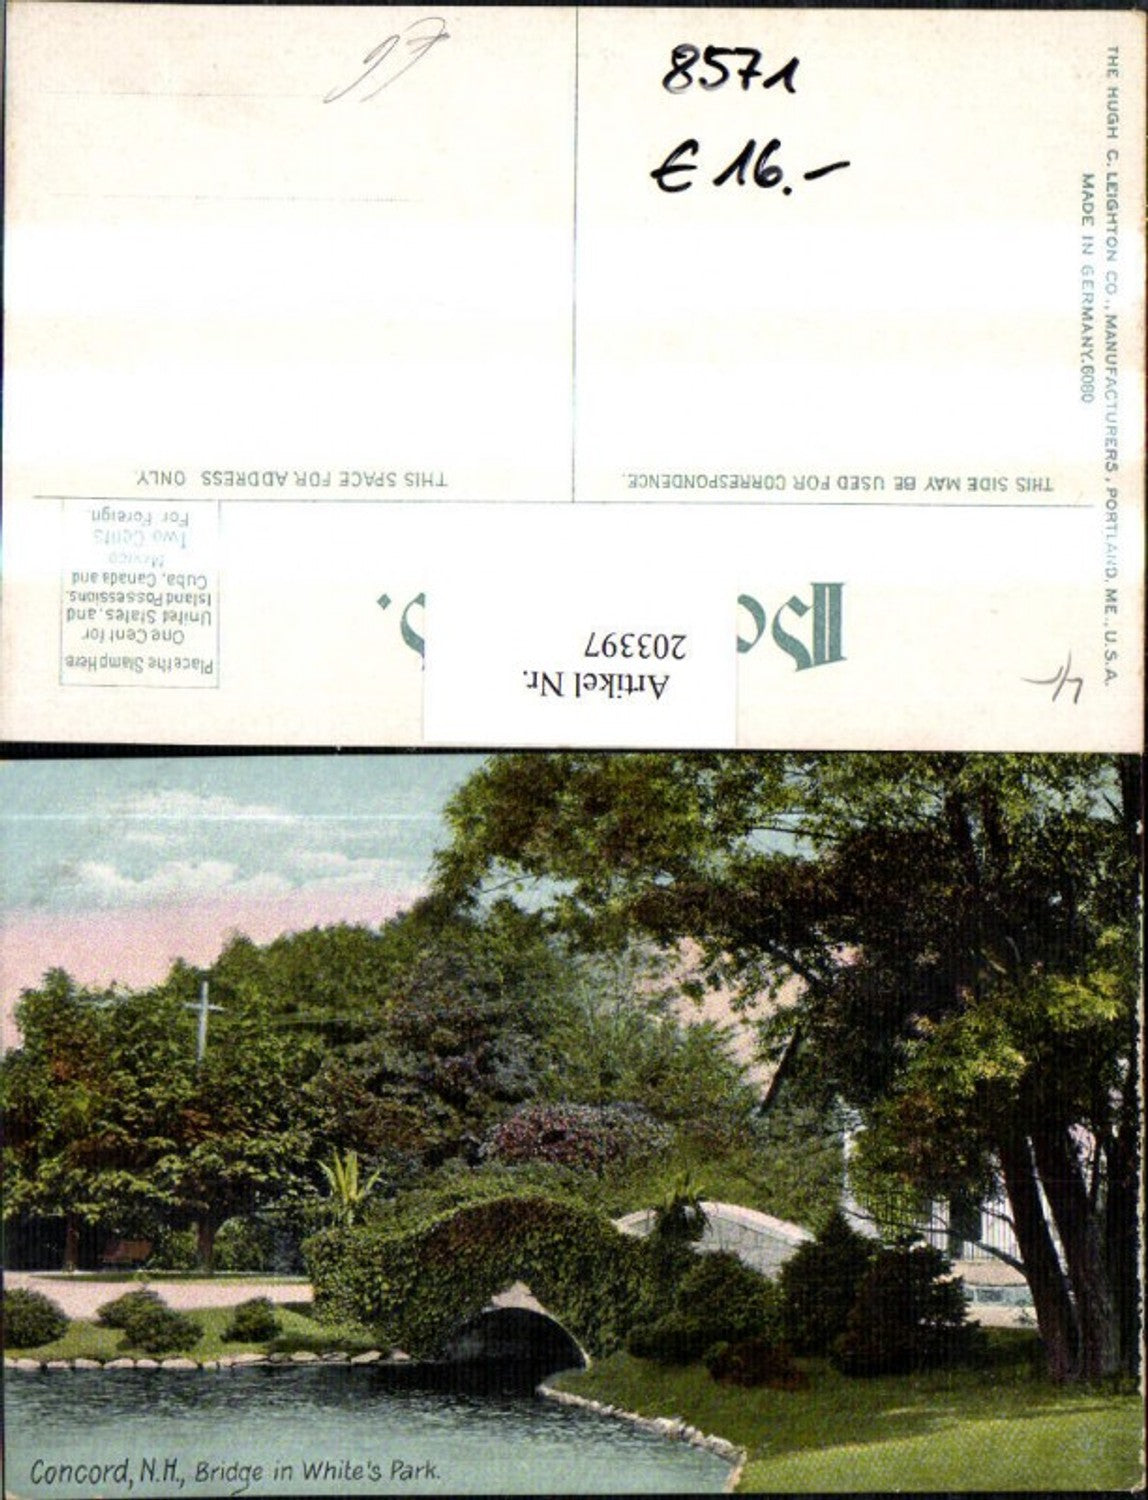 97
8571
€ 16.-
THE HUGH C. LEIGHTON CO., MANUFACTURERS, PORTLAND, ME., U.S.A.
MADE IN GERMANY. 6080
THIS SIDE MAY BE USED FOR CORRESPONDENCE.
THIS SPACE FOR ADDRESS ONLY.
Place the Stamp Here
One Cent for
United States, and
Island Possessions.
Cuba, Canada and
Mexico
Two Cents
For Foreign.
Artikel Nr.
203397
Concord, N.H., Bridge in White's Park.